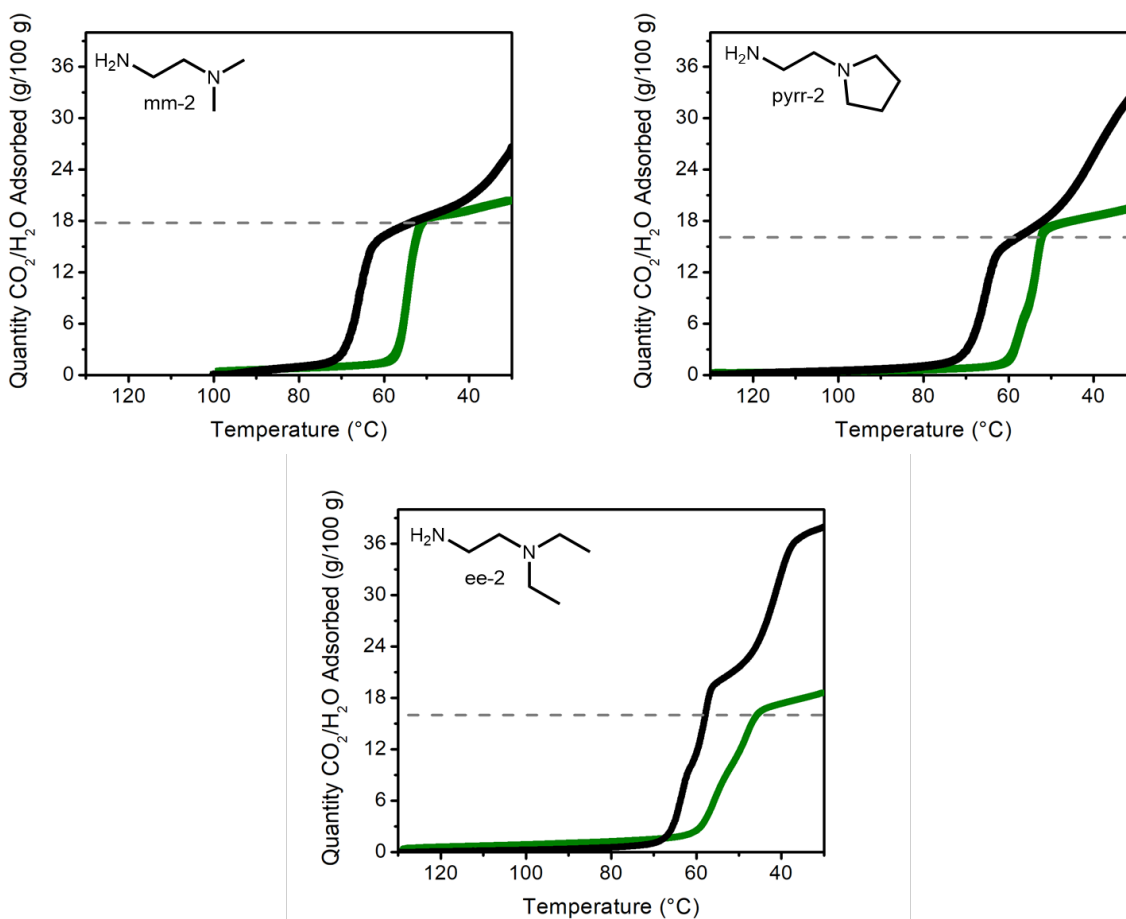 Quantity CO₂/H₂O Adsorbed (g/100 g)
36
30
24
18
12
6
0
H₂N
N
mm-2
120 100 80 60 40
Temperature (°C)
Quantity CO₂/H₂O Adsorbed (g/100 g)
36
30
24
18
12
6
0
H₂N
N
pyrr-2
120 100 80 60 40
Temperature (°C)
Quantity CO₂/H₂O Adsorbed (g/100 g)
36
30
24
18
12
6
0
H₂N
N
ee-2
120 100 80 60 40
Temperature (°C)